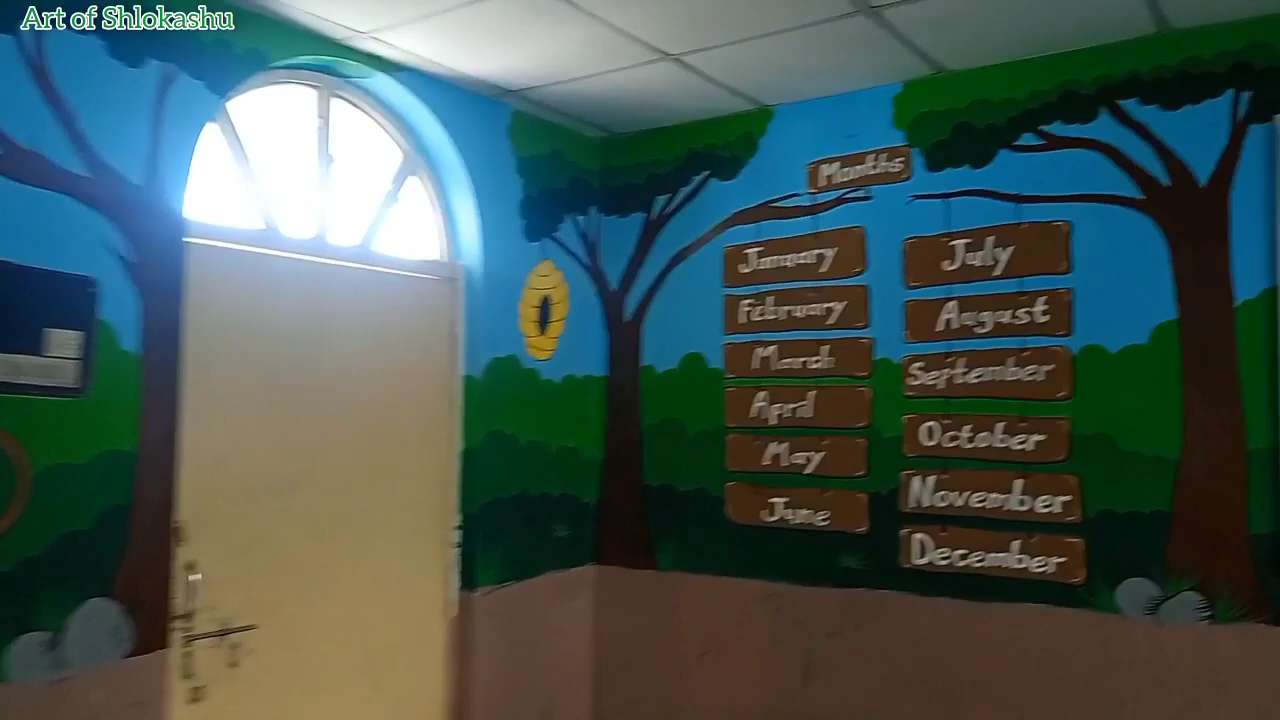 Art of Shlokashu
Months
January
February
March
April
May
June
July
August
September
October
November
December